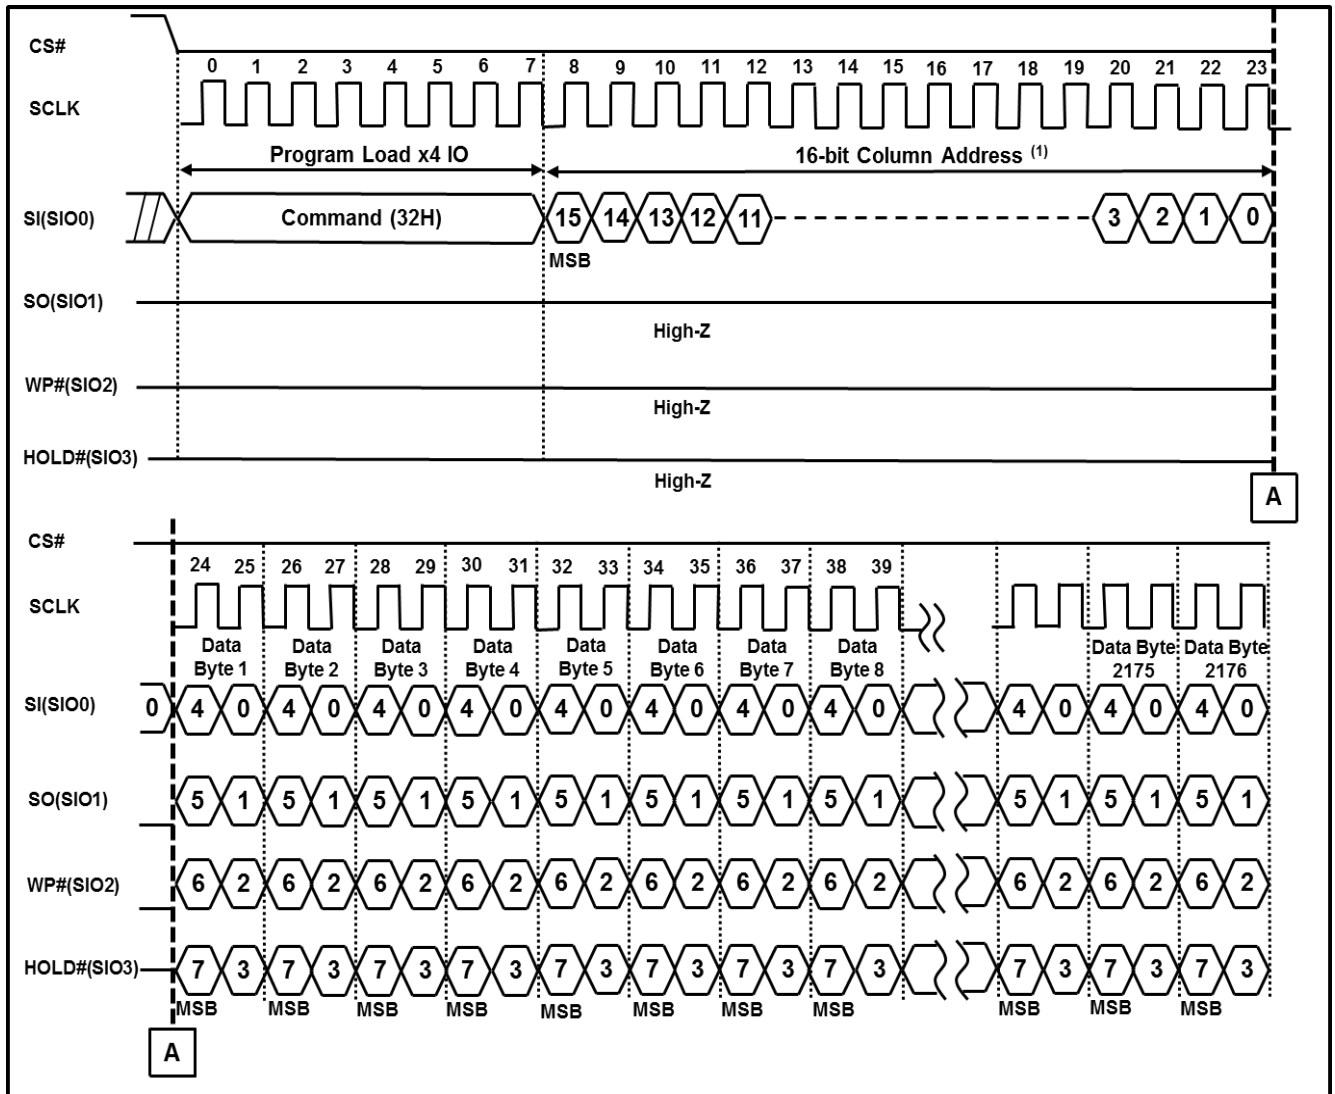 CS#
0 1 2 3 4 5 6 7 8 9 10 11 12 13 14 15 16 17 18 19 20 21 22 23
SCLK
Program Load x4 IO 16-bit Column Address (1)
SI(SIO0) Command (32H) 15 14 13 12 11 3 2 1 0
MSB
SO(SIO1)
High-Z
WP#(SIO2)
High-Z
HOLD#(SIO3)
High-Z
A
CS#
24 25 26 27 28 29 30 31 32 33 34 35 36 37 38 39
SCLK
Data Data Data Data Data Data Data Data Data Byte Data Byte
Byte 1 Byte 2 Byte 3 Byte 4 Byte 5 Byte 6 Byte 7 Byte 8 2175 2176
SI(SIO0) 0 4 0 4 0 4 0 4 0 4 0 4 0 4 0 4 0 4 0 4 0 4 0
SO(SIO1) 5 1 5 1 5 1 5 1 5 1 5 1 5 1 5 1 5 1 5 1 5 1
WP#(SIO2) 6 2 6 2 6 2 6 2 6 2 6 2 6 2 6 2 6 2 6 2 6 2
HOLD#(SIO3) 7 3 7 3 7 3 7 3 7 3 7 3 7 3 7 3 7 3 7 3 7 3
MSB MSB MSB MSB MSB MSB MSB MSB MSB MSB MSB
A